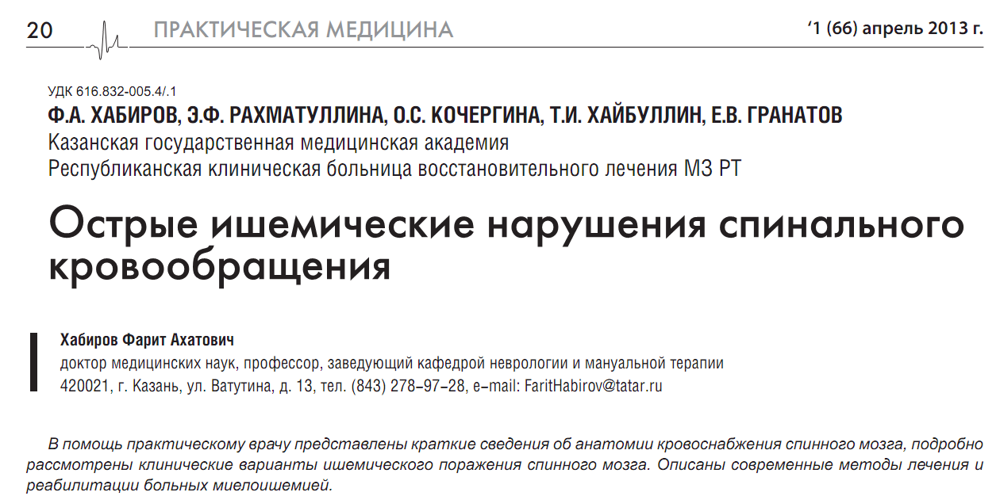 20 ПРАКТИЧЕСКАЯ МЕДИЦИНА ‘1 (66) апрель 2013 г.
УДК 616.832-005.4/.1
Ф.А. ХАБИРОВ, Э.Ф. РАХМАТУЛЛИНА, О.С. КОЧЕРГИНА, Т.И. ХАЙБУЛЛИН, Е.В. ГРАНАТОВ
Казанская государственная медицинская академия
Республиканская клиническая больница восстановительного лечения МЗ РТ
Острые ишемические нарушения спинального
кровообращения
Хабиров Фарит Ахатович
доктор медицинских наук, профессор, заведующий кафедрой неврологии и мануальной терапии
420021, г. Казань, ул. Ватутина, д. 13, тел. (843) 278-97-28, e-mail: FaritHabirov@tatar.ru
В помощь практическому врачу представлены краткие сведения об анатомии кровоснабжения спинного мозга, подробно
рассмотрены клинические варианты ишемического поражения спинного мозга. Описаны современные методы лечения и
реабилитации больных миелоишемией.